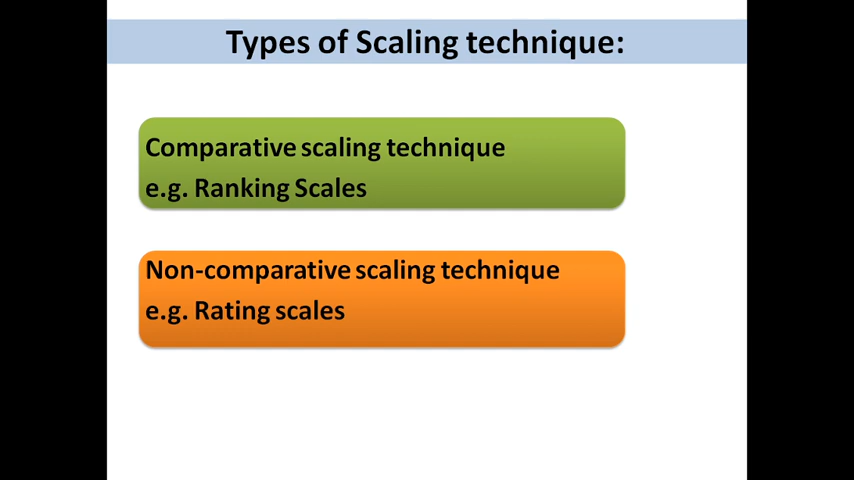 Types of Scaling technique:
Comparative scaling technique
e.g. Ranking Scales
Non-comparative scaling technique
e.g. Rating scales